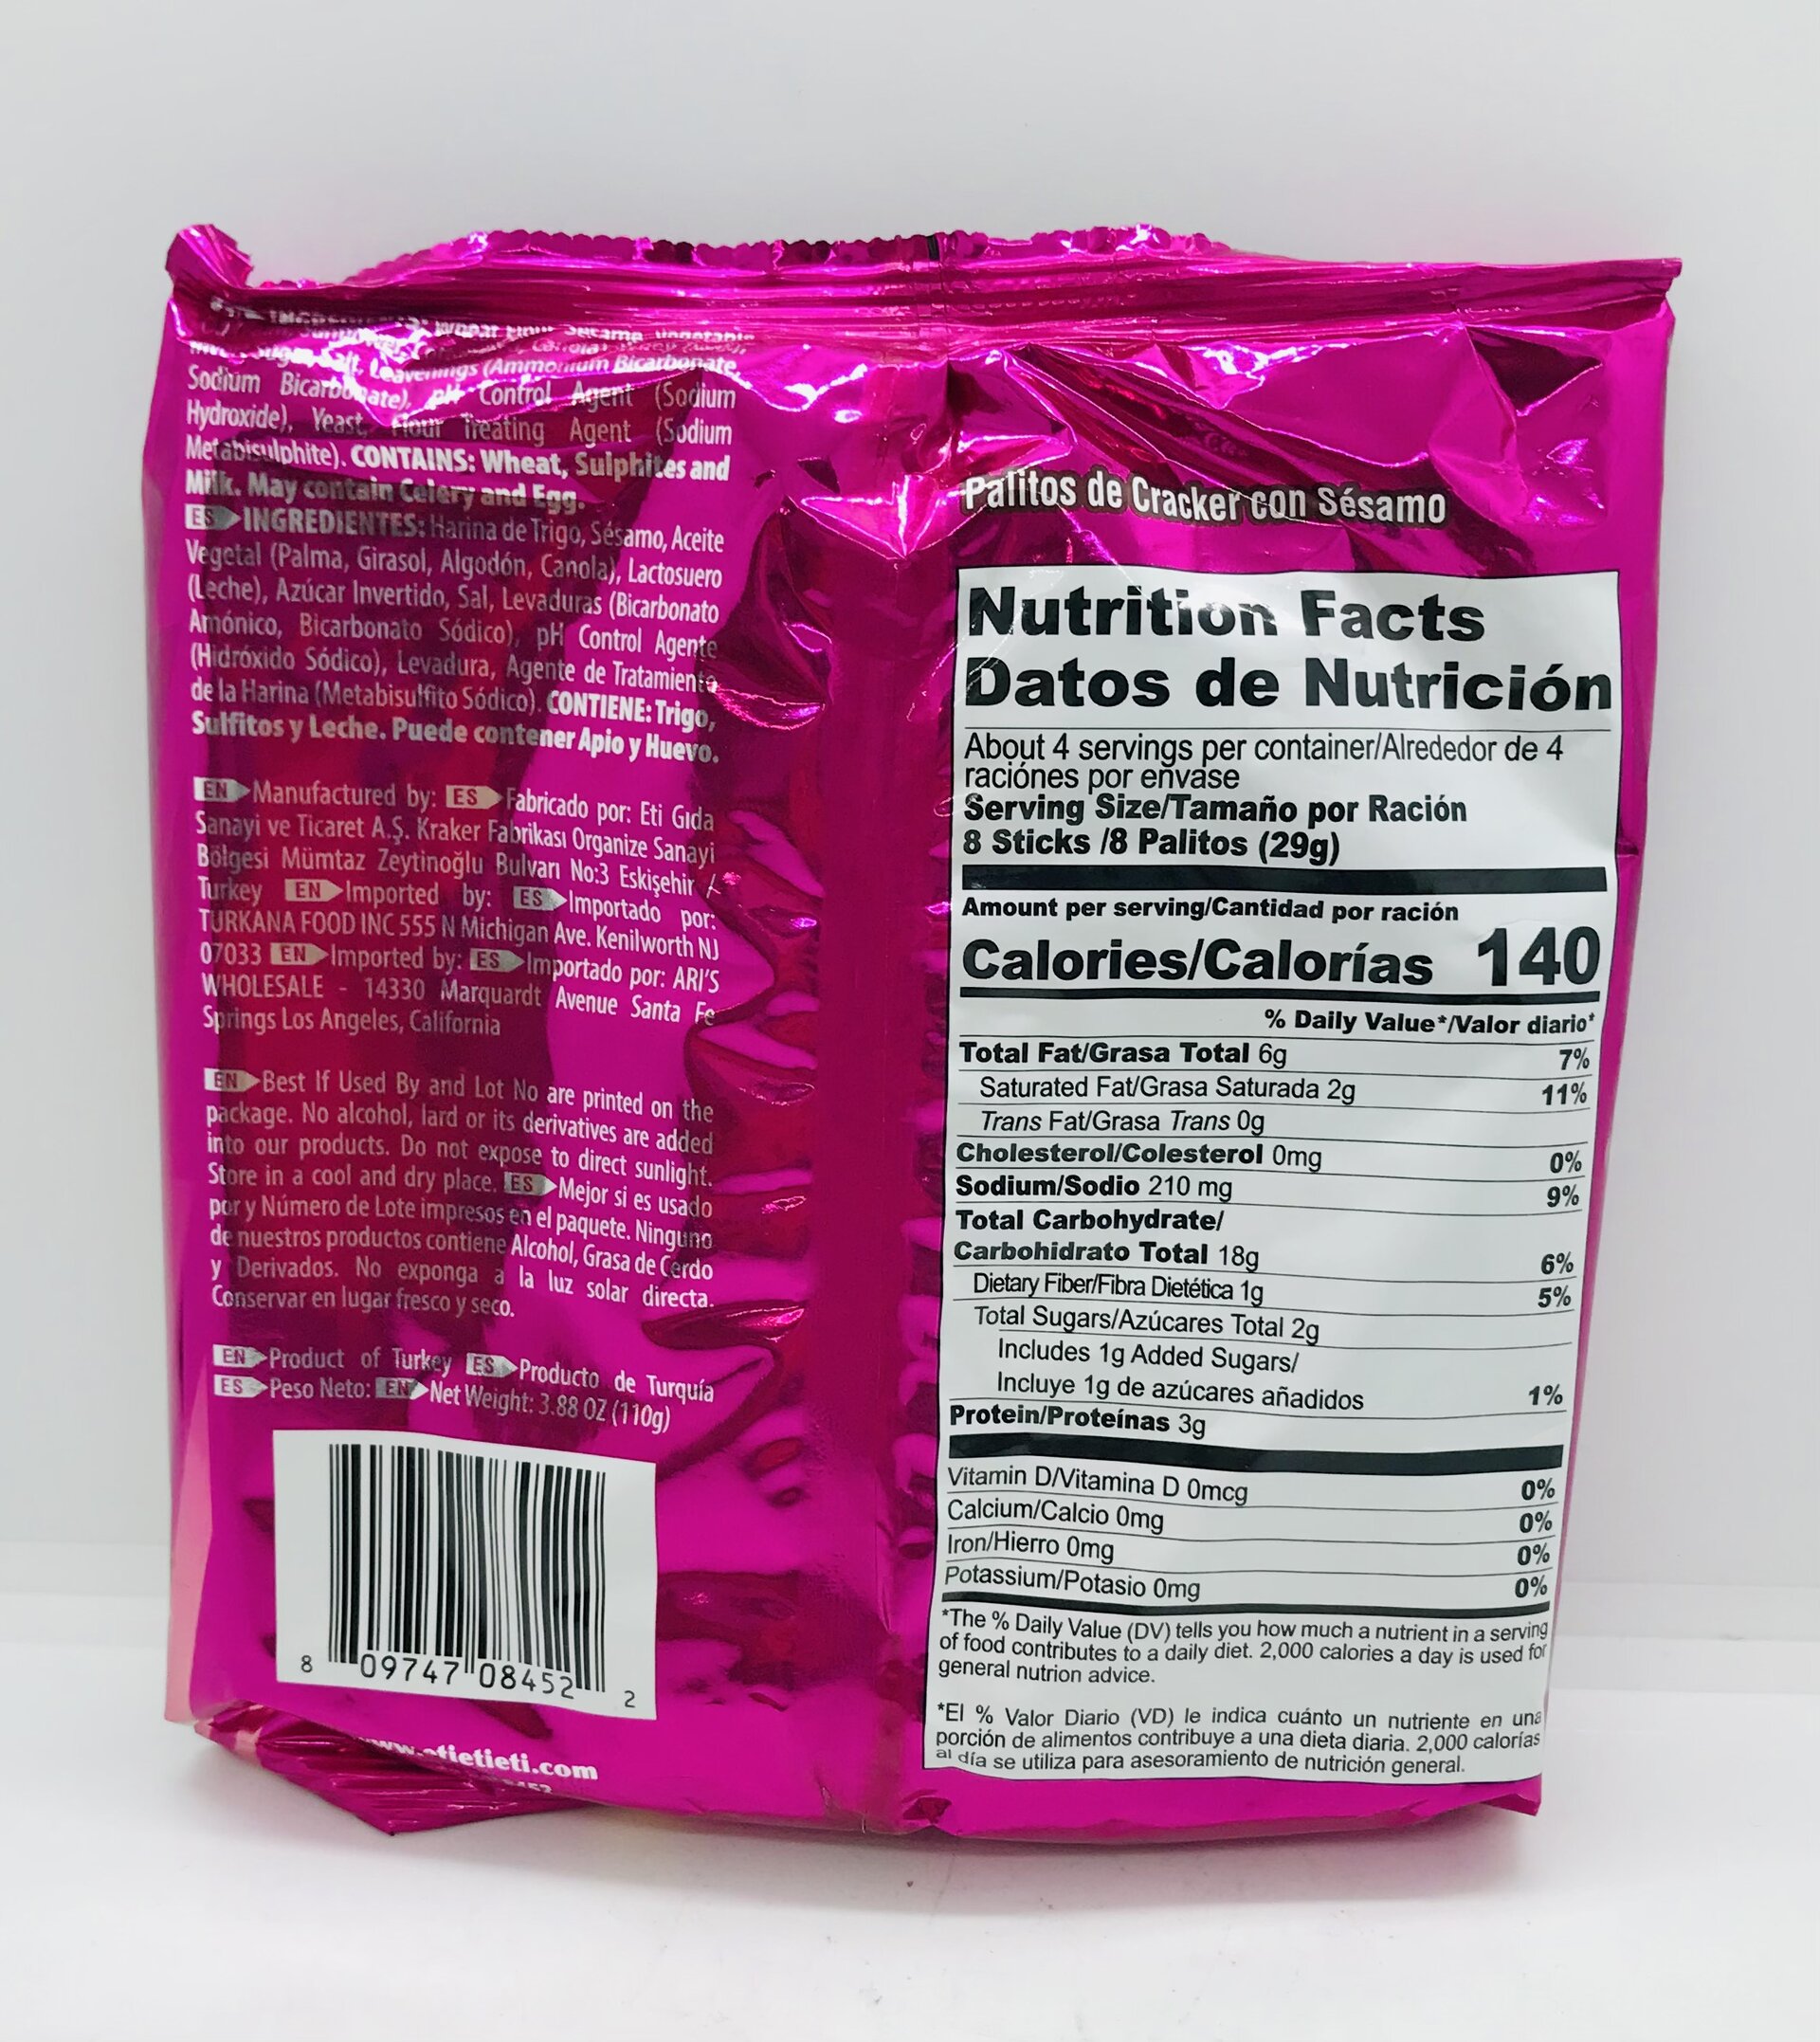 Wheat Flour, Sesame, Vegetable
Leavenings (Ammonium Bicarbonate,
Sodium Bicarbonate), pH Control Agent (Sodium
Hydroxide), Yeast, Flour Treating Agent (Sodium
Metabisulphite). CONTAINS: Wheat, Sulphites and
Milk. May contain Celery and Egg.
ES INGREDIENTES: Harina de Trigo, Sésamo, Aceite
Vegetal (Palma, Girasol, Algodón, Canola), Lactosuero
(Leche), Azúcar Invertido, Sal, Levaduras (Bicarbonato
Amónico, Bicarbonato Sódico), pH Control Agente
(Hidróxido Sódico), Levadura, Agente de Tratamiento
de la Harina (Metabisulfito Sódico). CONTIENE: Trigo,
Sulfitos y Leche. Puede contener Apio y Huevo.
EN Manufactured by: ES Fabricado por: Eti Gıda
Sanayi ve Ticaret A.Ş. Kraker Fabrikası Organize Sanayi
Bölgesi Mümtaz Zeytinoğlu Bulvarı No:3 Eskişehir /
Turkey EN Imported by: ES Importado por:
TURKANA FOOD INC 555 N Michigan Ave. Kenilworth NJ
07033 EN Imported by: ES Importado por: ARI'S
WHOLESALE - 14330 Marquardt Avenue Santa Fe
Springs Los Angeles, California
EN Best If Used By and Lot No are printed on the
package. No alcohol, lard or its derivatives are added
into our products. Do not expose to direct sunlight.
Store in a cool and dry place. ES Mejor si es usado
por y Número de Lote impresos en el paquete. Ninguno
de nuestros productos contiene Alcohol, Grasa de Cerdo
y Derivados. No exponga a la luz solar directa.
Conservar en lugar fresco y seco.
EN Product of Turkey ES Producto de Turquía
ES Peso Neto: EN Net Weight: 3.88 OZ (110g)
8 09747 08452 2
www.etietieti.com
Palitos de Cracker con Sésamo
Nutrition Facts
Datos de Nutrición
About 4 servings per container/Alrededor de 4
raciónes por envase
Serving Size/Tamaño por Ración
8 Sticks /8 Palitos (29g)
Amount per serving/Cantidad por ración
Calories/Calorías 140
% Daily Value*/Valor diario*
Total Fat/Grasa Total 6g 7%
Saturated Fat/Grasa Saturada 2g 11%
Trans Fat/Grasa Trans 0g
Cholesterol/Colesterol 0mg 0%
Sodium/Sodio 210 mg 9%
Total Carbohydrate/
Carbohidrato Total 18g 6%
Dietary Fiber/Fibra Dietética 1g 5%
Total Sugars/Azúcares Total 2g
Includes 1g Added Sugars/
Incluye 1g de azúcares añadidos 1%
Protein/Proteínas 3g
Vitamin D/Vitamina D 0mcg 0%
Calcium/Calcio 0mg 0%
Iron/Hierro 0mg 0%
Potassium/Potasio 0mg 0%
*The % Daily Value (DV) tells you how much a nutrient in a serving
of food contributes to a daily diet. 2,000 calories a day is used for
general nutrion advice.
*El % Valor Diario (VD) le indica cuánto un nutriente en una
porción de alimentos contribuye a una dieta diaria. 2,000 calorías
al día se utiliza para asesoramiento de nutrición general.